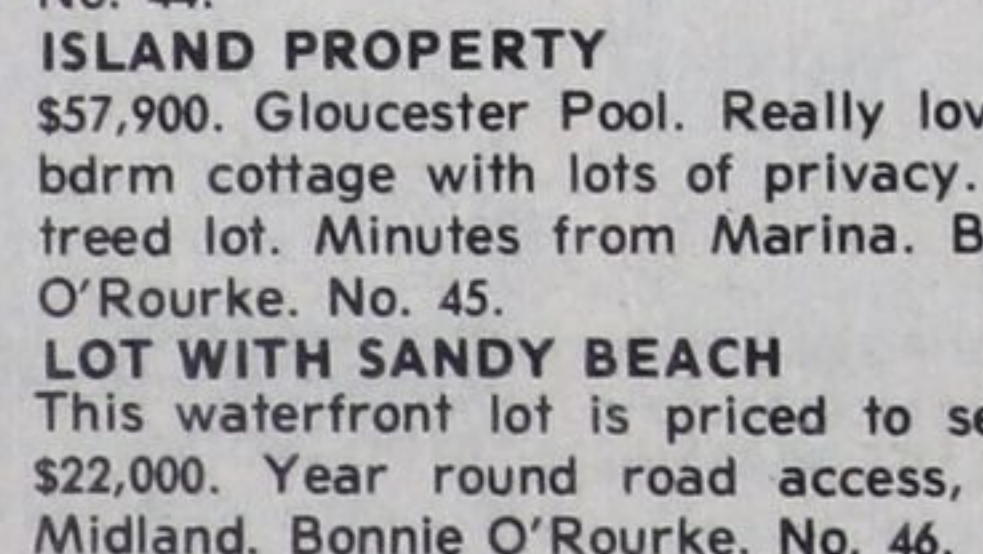 No. 44.
ISLAND PROPERTY
$57,900. Gloucester Pool. Really
bdrm cottage with lots of privacy.
treed lot. Minutes from Marina.
O'Rourke. No. 45.
LOT WITH SANDY BEACH
This waterfront lot is priced to
$22,000. Year round road access,
Midland. Bonnie O'Rourke. No. 46.